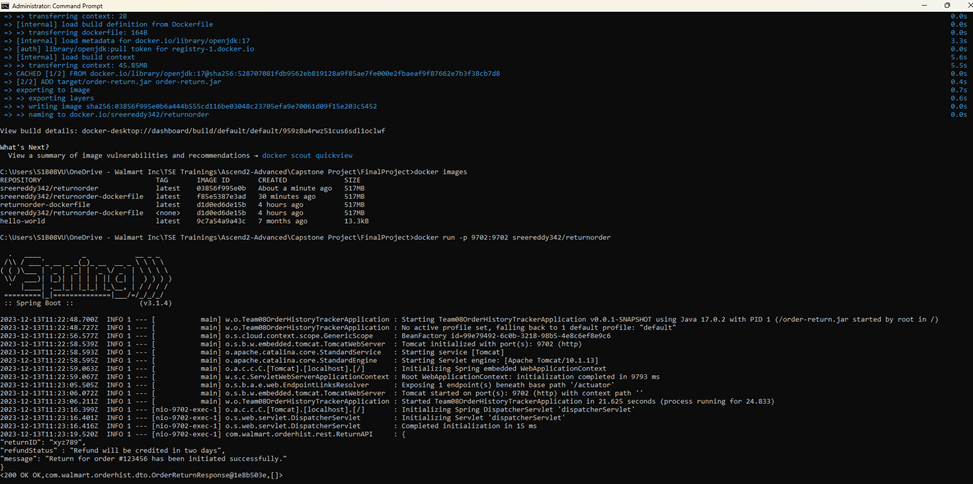 Administrator: Command Prompt
=> => transferring context: 2B 0.0s
=> [internal] load build definition from Dockerfile 0.0s
=> => transferring dockerfile: 164B 0.0s
=> [internal] load metadata for docker.io/library/openjdk:17 3.3s
=> [auth] library/openjdk:pull token for registry-1.docker.io 0.0s
=> [internal] load build context 5.6s
=> => transferring context: 45.85MB 5.5s
=> CACHED [1/2] FROM docker.io/library/openjdk:17@sha256:528707081fdb9562eb819128a9f85ae7fe000e2fbaeaf9f87662e7b3f38cb7d8 0.0s
=> [2/2] ADD target/order-return.jar order-return.jar 0.4s
=> exporting to image 0.7s
=> => exporting layers 0.6s
=> => writing image sha256:03856f995e0b6a444b555cd116be03048c23705efa9e70061d09f15e203c5452 0.0s
=> => naming to docker.io/sreereddy342/returnorder 0.0s
View build details: docker-desktop://dashboard/build/default/default/959z8u4rwz51cus6sdl1oclwf
What's Next?
View a summary of image vulnerabilities and recommendations → docker scout quickview
C:\Users\S1B08VU\OneDrive - Walmart Inc\TSE Trainings\Ascend2-Advanced\Capstone Project\FinalProject>docker images
REPOSITORY TAG IMAGE ID CREATED SIZE
sreereddy342/returnorder latest 03856f995e0b About a minute ago 517MB
sreereddy342/returnorder-dockerfile latest f85e5387e3ad 30 minutes ago 517MB
returnorder-dockerfile latest d1d0ed6de15b 4 hours ago 517MB
sreereddy342/returnorder-dockerfile <none> d1d0ed6de15b 4 hours ago 517MB
hello-world latest 9c7a54a9a43c 7 months ago 13.3kB
C:\Users\S1B08VU\OneDrive - Walmart Inc\TSE Trainings\Ascend2-Advanced\Capstone Project\FinalProject>docker run -p 9702:9702 sreereddy342/returnorder
:: Spring Boot :: (v3.1.4)
2023-12-13T11:22:48.700Z INFO 1 --- [ main] w.o.Team08OrderHistoryTrackerApplication : Starting Team08OrderHistoryTrackerApplication v0.0.1-SNAPSHOT using Java 17.0.2 with PID 1 (/order-return.jar started by root in /)
2023-12-13T11:22:48.727Z INFO 1 --- [ main] w.o.Team08OrderHistoryTrackerApplication : No active profile set, falling back to 1 default profile: "default"
2023-12-13T11:22:56.577Z INFO 1 --- [ main] o.s.cloud.context.scope.GenericScope : BeanFactory id=99e79492-6c0b-3218-98b5-4e8c6ef8e9c6
2023-12-13T11:22:58.539Z INFO 1 --- [ main] o.s.b.w.embedded.tomcat.TomcatWebServer : Tomcat initialized with port(s): 9702 (http)
2023-12-13T11:22:58.593Z INFO 1 --- [ main] o.apache.catalina.core.StandardService : Starting service [Tomcat]
2023-12-13T11:22:58.595Z INFO 1 --- [ main] o.apache.catalina.core.StandardEngine : Starting Servlet engine: [Apache Tomcat/10.1.13]
2023-12-13T11:22:59.063Z INFO 1 --- [ main] o.a.c.c.C.[Tomcat].[localhost].[/] : Initializing Spring embedded WebApplicationContext
2023-12-13T11:22:59.067Z INFO 1 --- [ main] w.s.c.ServletWebServerApplicationContext : Root WebApplicationContext: initialization completed in 9793 ms
2023-12-13T11:23:05.505Z INFO 1 --- [ main] o.s.b.a.e.web.EndpointLinksResolver : Exposing 1 endpoint(s) beneath base path '/actuator'
2023-12-13T11:23:06.072Z INFO 1 --- [ main] o.s.b.w.embedded.tomcat.TomcatWebServer : Tomcat started on port(s): 9702 (http) with context path ''
2023-12-13T11:23:06.211Z INFO 1 --- [ main] w.o.Team08OrderHistoryTrackerApplication : Started Team08OrderHistoryTrackerApplication in 21.625 seconds (process running for 24.833)
2023-12-13T11:23:16.399Z INFO 1 --- [nio-9702-exec-1] o.a.c.c.C.[Tomcat].[localhost].[/] : Initializing Spring DispatcherServlet 'dispatcherServlet'
2023-12-13T11:23:16.401Z INFO 1 --- [nio-9702-exec-1] o.s.web.servlet.DispatcherServlet : Initializing Servlet 'dispatcherServlet'
2023-12-13T11:23:16.416Z INFO 1 --- [nio-9702-exec-1] o.s.web.servlet.DispatcherServlet : Completed initialization in 15 ms
2023-12-13T11:23:19.520Z INFO 1 --- [nio-9702-exec-1] com.walmart.orderhist.rest.ReturnAPI : {
"returnID": "xyz789",
"refundStatus" : "Refund will be credited in two days",
"message": "Return for order #123456 has been initiated successfully."
}
<200 OK OK,com.walmart.orderhist.dto.OrderReturnResponse@1e8b503e,[]>